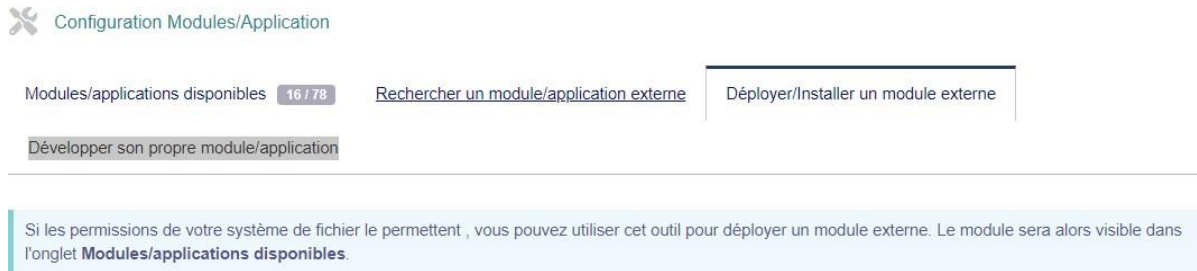 Configuration Modules/Application
Modules/applications disponibles 16 / 78 Rechercher un module/application externe Déployer/Installer un module externe
Développer son propre module/application
Si les permissions de votre système de fichier le permettent , vous pouvez utiliser cet outil pour déployer un module externe. Le module sera alors visible dans
l'onglet Modules/applications disponibles.